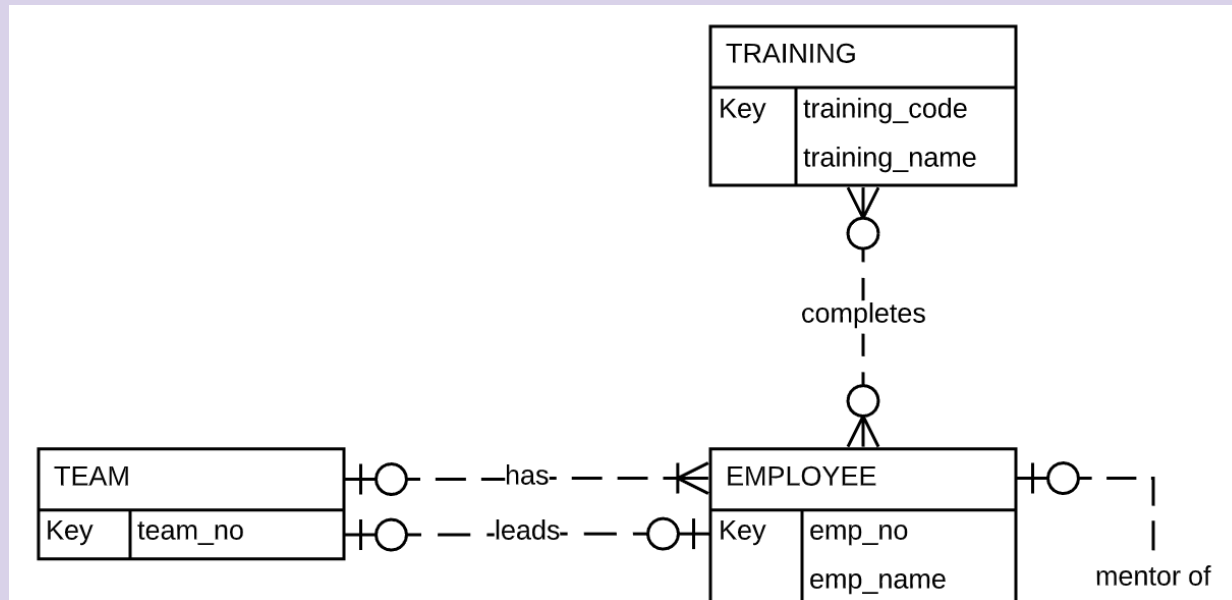 TRAINING
Key training_code
training_name
completes
TEAM
has
EMPLOYEE
Key team_no
leads
Key emp_no
emp_name
mentor of